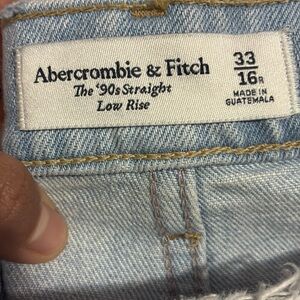 Abercrombie & Fitch
The '90s Straight
Low Rise
33
16R
MADE IN
GUATEMALA